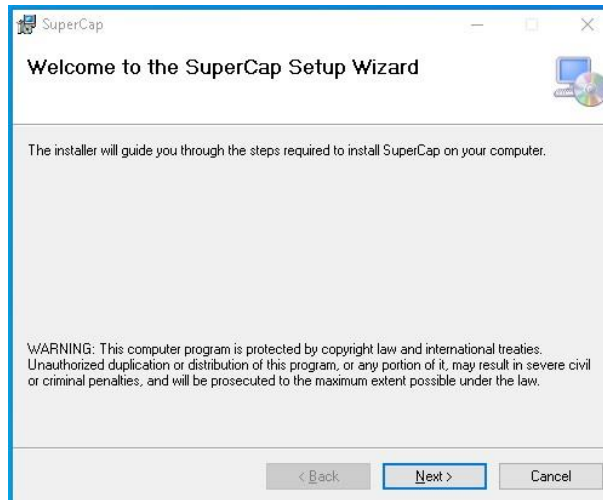 SuperCap
Welcome to the SuperCap Setup Wizard
The installer will guide you through the steps required to install SuperCap on your computer.
WARNING: This computer program is protected by copyright law and international treaties.
Unauthorized duplication or distribution of this program, or any portion of it, may result in severe civil
or criminal penalties, and will be prosecuted to the maximum extent possible under the law.
< Back
Next >
Cancel